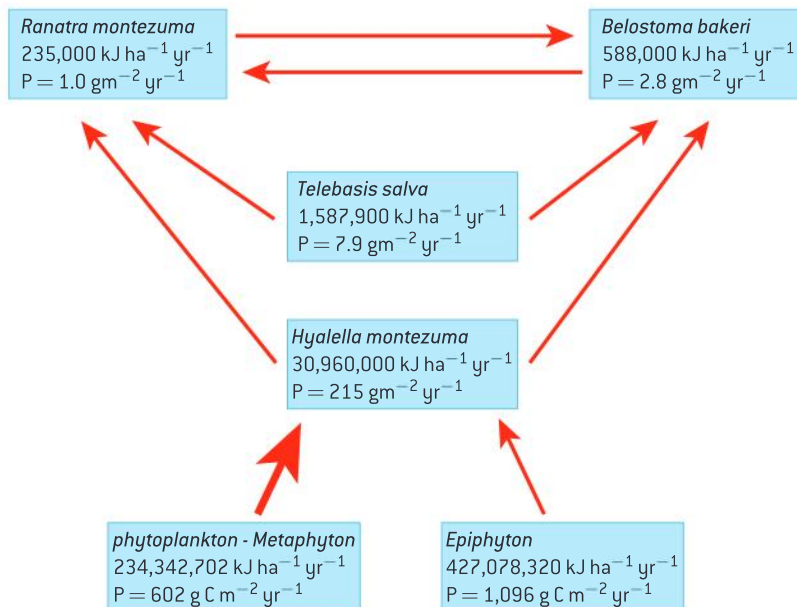 Ranatra montezuma
235,000 kJ ha⁻¹ yr⁻¹
P = 1.0 gm⁻² yr⁻¹
Belostoma bakeri
588,000 kJ ha⁻¹ yr⁻¹
P = 2.8 gm⁻² yr⁻¹
Telebasis salva
1,587,900 kJ ha⁻¹ yr⁻¹
P = 7.9 gm⁻² yr⁻¹
Hyalella montezuma
30,960,000 kJ ha⁻¹ yr⁻¹
P = 215 gm⁻² yr⁻¹
phytoplankton - Metaphyton
234,342,702 kJ ha⁻¹ yr⁻¹
P = 602 g C m⁻² yr⁻¹
Epiphyton
427,078,320 kJ ha⁻¹ yr⁻¹
P = 1,096 g C m⁻² yr⁻¹